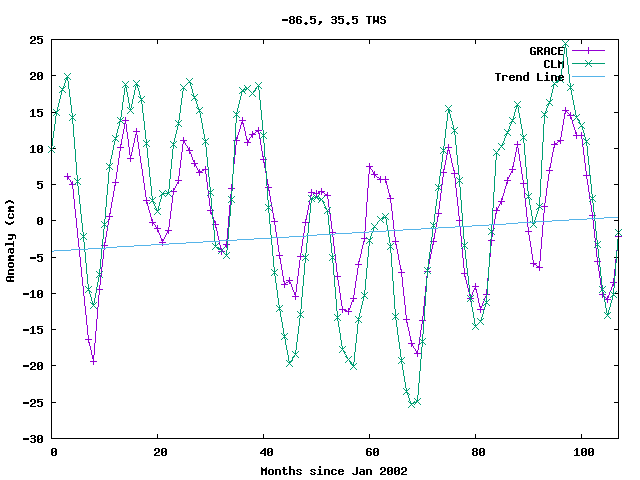 -86.5, 35.5 TWS
GRACE
CLM
Trend Line
25
20
15
10
5
0
-5
-10
-15
-20
-25
-30
Anomaly (cm)
0 20 40 60 80 100
Months since Jan 2002